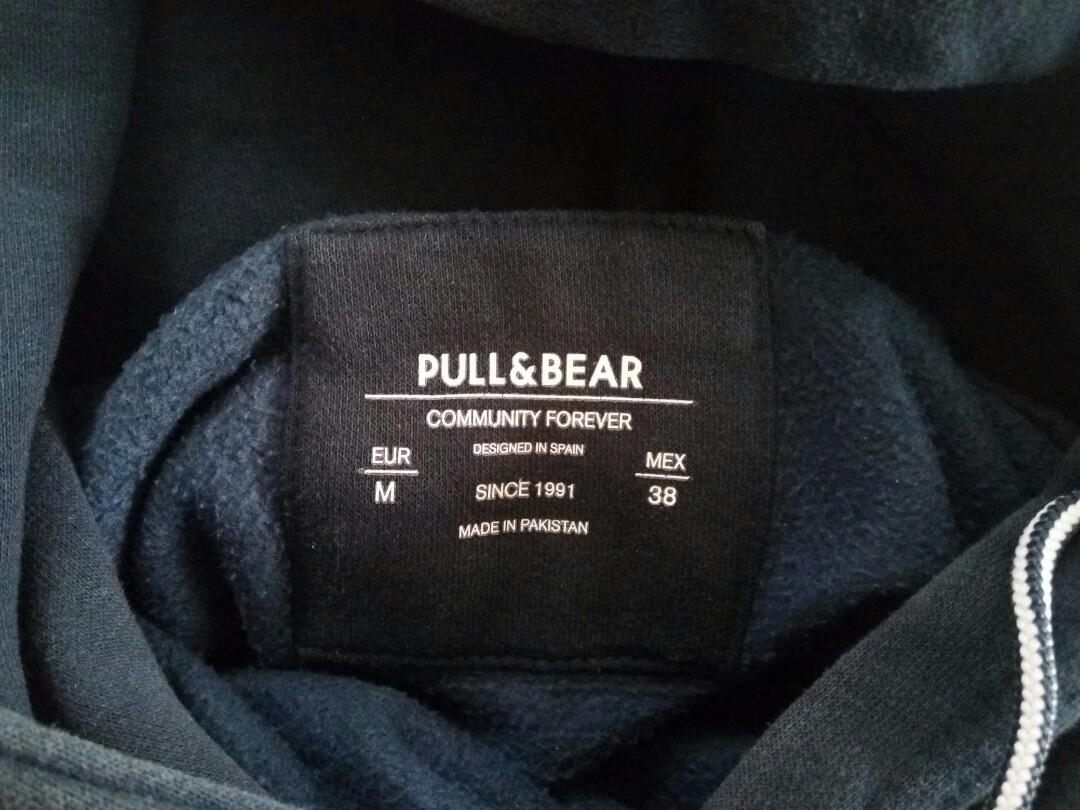 PULL&BEAR
COMMUNITY FOREVER
DESIGNED IN SPAIN
EUR
M
MEX
38
SINCE 1991
MADE IN PAKISTAN